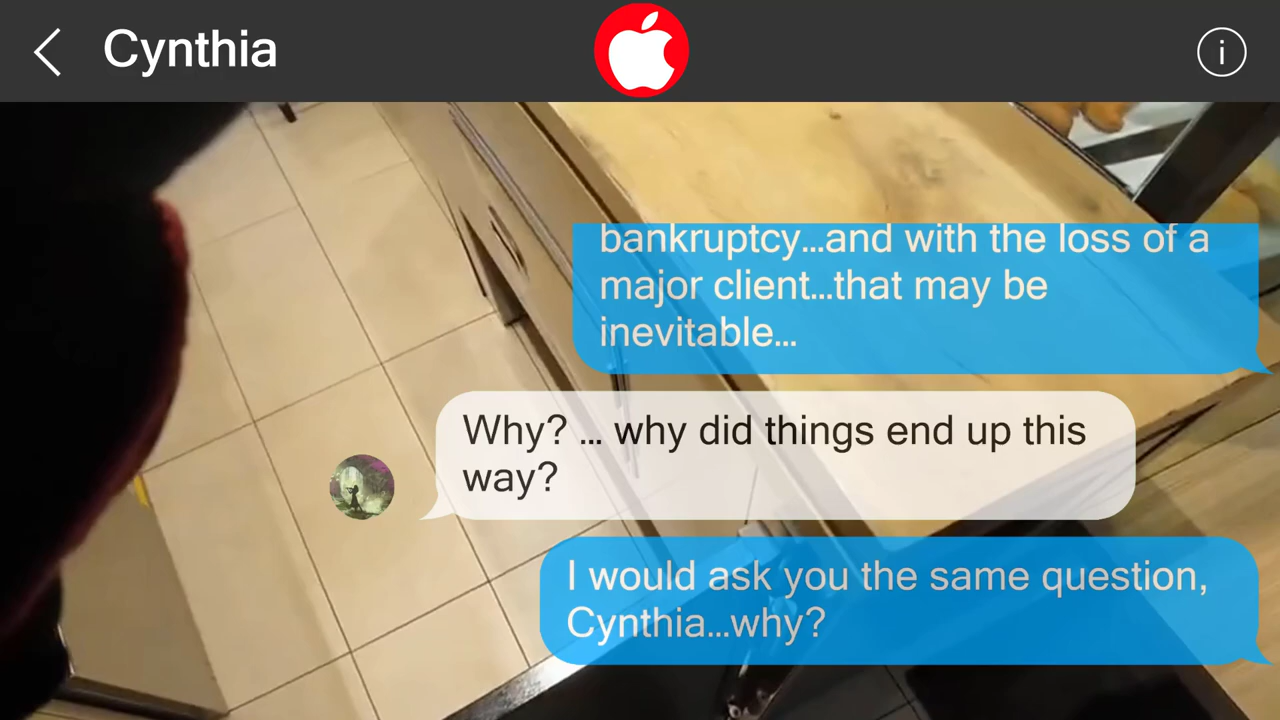 Cynthia
i
bankruptcy...and with the loss of a
major client...that may be
inevitable...
Why? ... why did things end up this
way?
I would ask you the same question,
Cynthia...why?